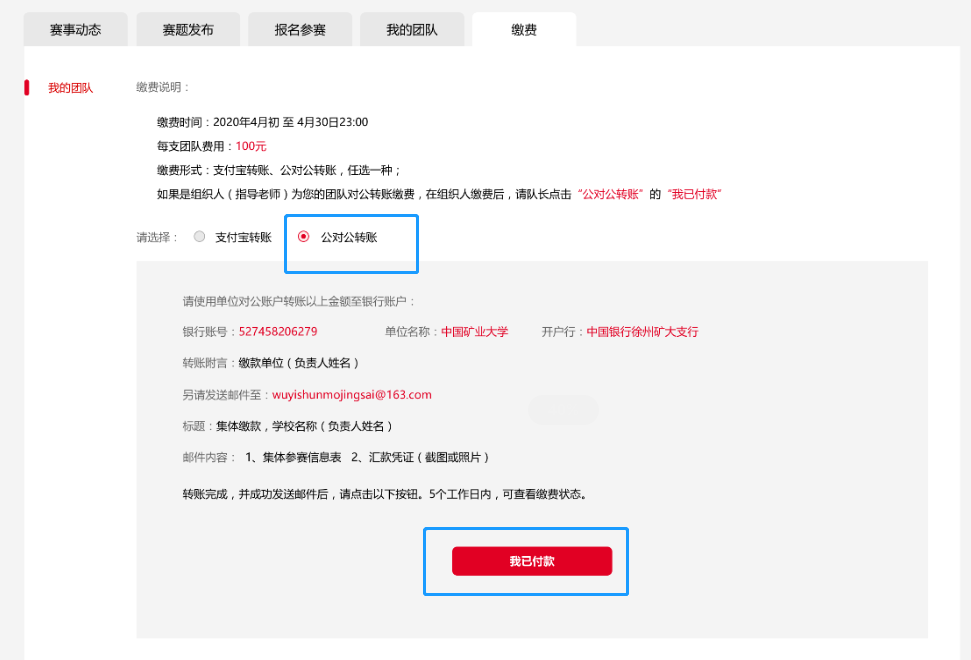 赛事动态 赛题发布 报名参赛 我的团队 缴费
我的团队 缴费说明：
缴费时间：2020年4月初 至 4月30日23:00
每支团队费用：100元
缴费形式：支付宝转账、公对公转账，任选一种；
如果是组织人（指导老师）为您的团队对公转账缴费，在组织人缴费后，请队长点击“公对公转账”的“我已付款”
请选择： 支付宝转账 公对公转账
请使用单位对公账户转账以上金额至银行账户：
银行账号：527458206279 单位名称：中国矿业大学 开户行：中国银行徐州矿大支行
转账附言：缴款单位（负责人姓名）
另请发送邮件至：wuyishunmojingsai@163.com
标题：集体缴款，学校名称（负责人姓名）
邮件内容： 1、集体参赛信息表 2、汇款凭证（截图或照片）
转账完成，并成功发送邮件后，请点击以下按钮。5个工作日内，可查看缴费状态。
我已付款